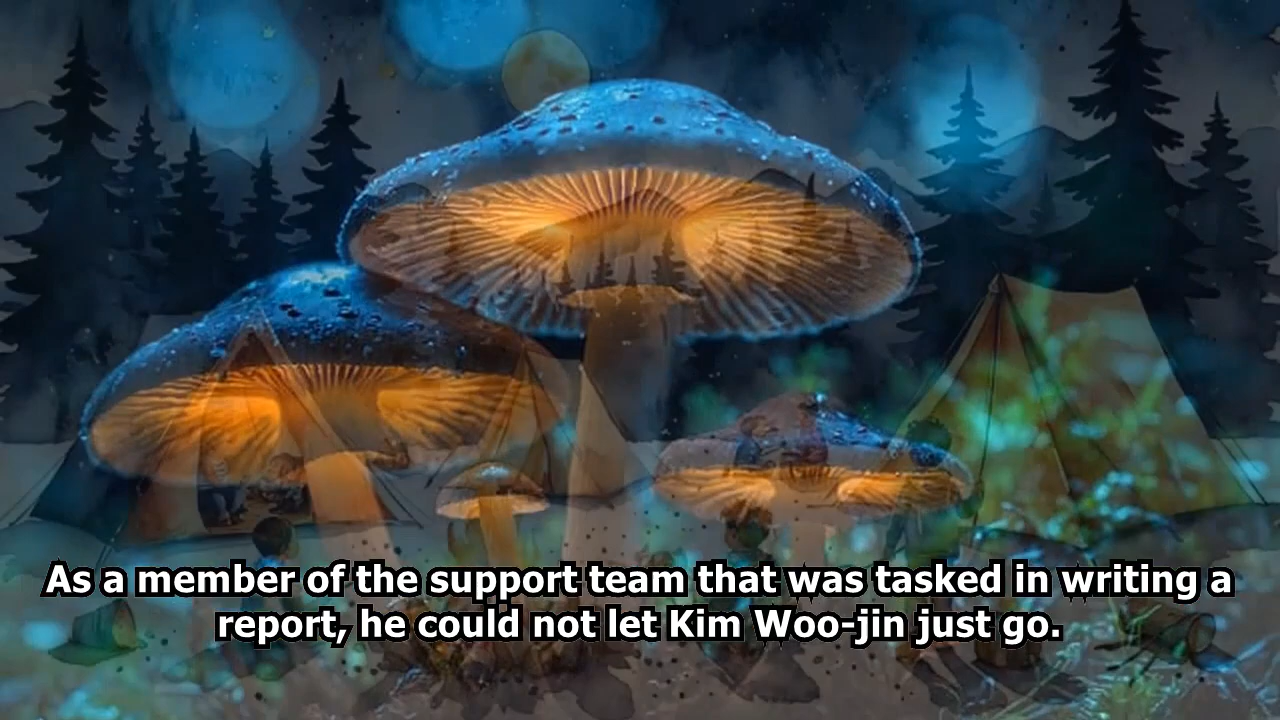 As a member of the support team that was tasked in writing a
report, he could not let Kim Woo-jin just go.